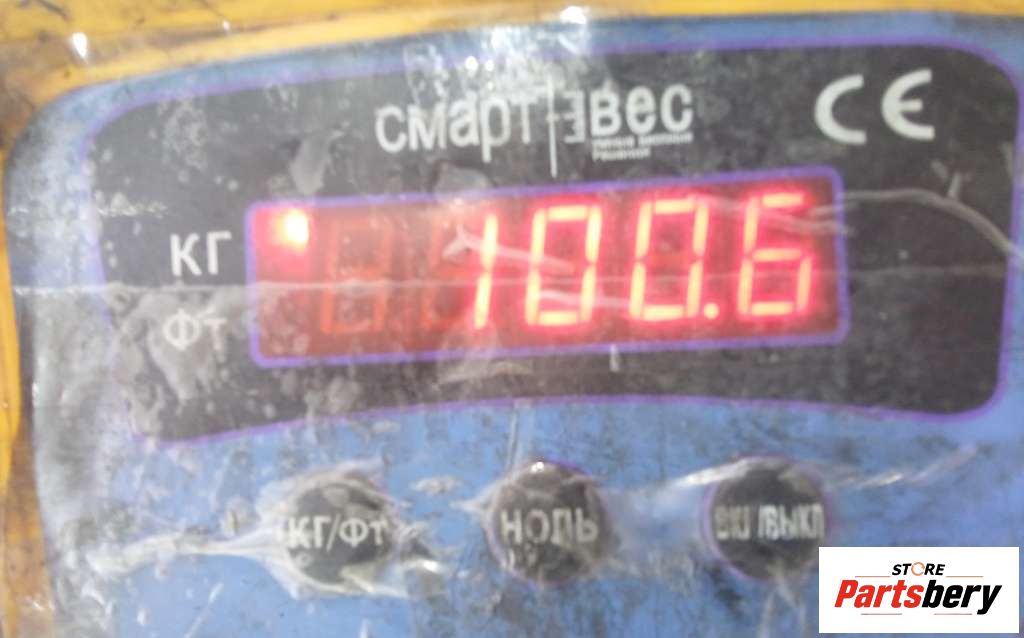 смарт вес
CE
КГ
100.6
ФТ
КГ/ФТ
НОЛЬ
ВКЛ/ВЫКЛ
STORE
Partsbery